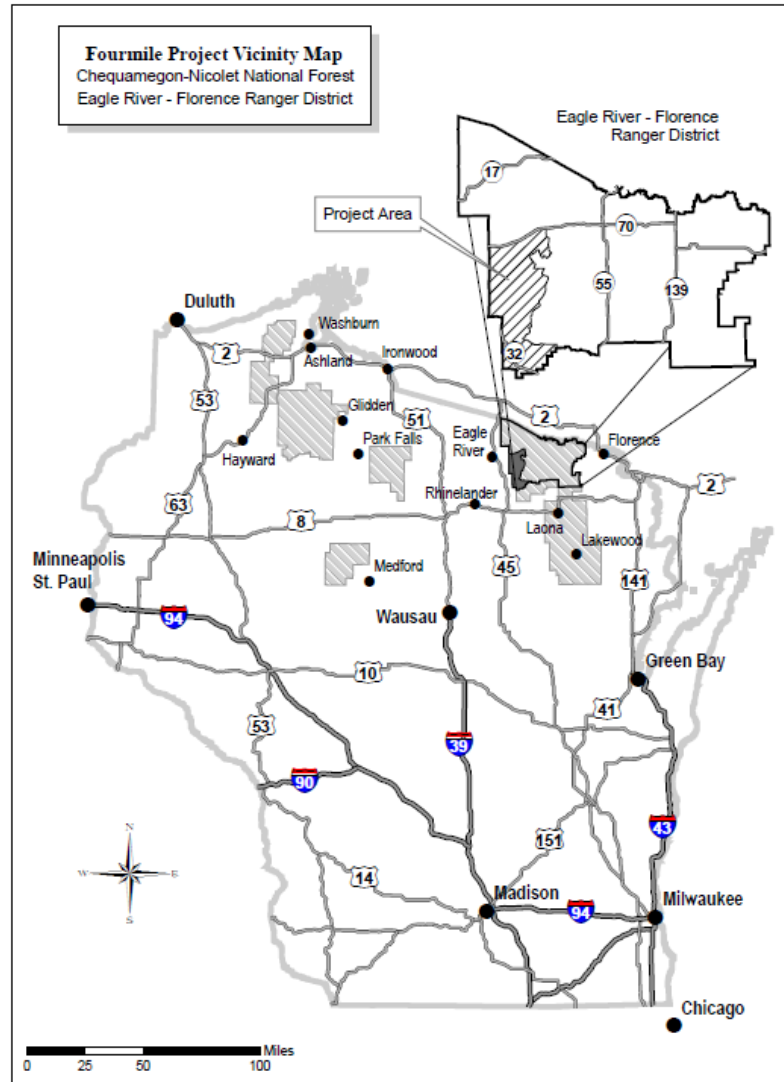 Fourmile Project Vicinity Map
Chequamegon-Nicolet National Forest
Eagle River - Florence Ranger District
Eagle River - Florence
Ranger District
17
Project Area
70
55
139
32
Duluth
Washburn
2
Ashland
Ironwood
53
51
2
Glidden
Eagle
River
Florence
Hayward
Park Falls
2
63
Rhinelander
8
Laona
Lakewood
Minneapolis
St. Paul
Medford
45
141
94
Wausau
10
Green Bay
53
41
39
90
43
151
14
Madison
94
Milwaukee
N
W
E
S
Chicago
Miles
0
25
50
100